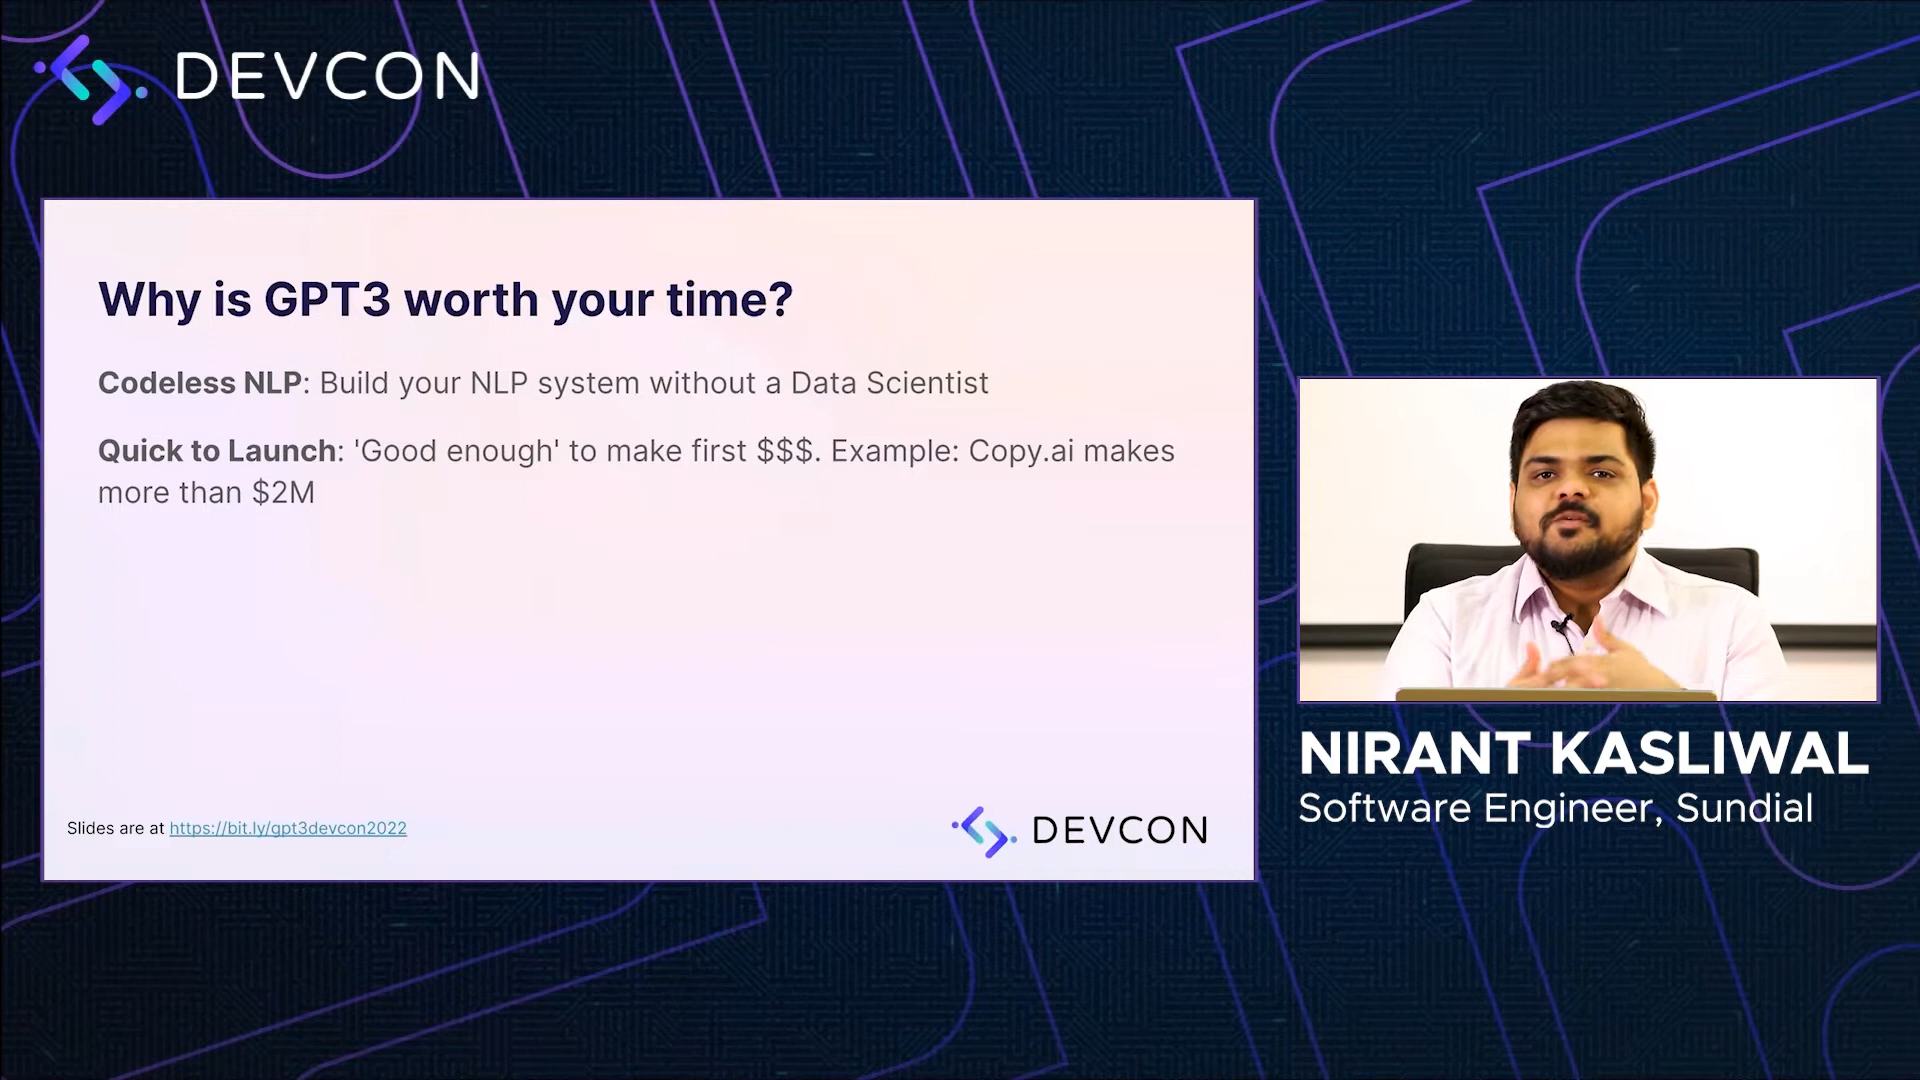 DEVCON
Why is GPT3 worth your time?
Codeless NLP: Build your NLP system without a Data Scientist
Quick to Launch: 'Good enough' to make first $$$. Example: Copy.ai makes
more than $2M
Slides are at https://bit.ly/gpt3devcon2022
DEVCON
NIRANT KASLIWAL
Software Engineer, Sundial